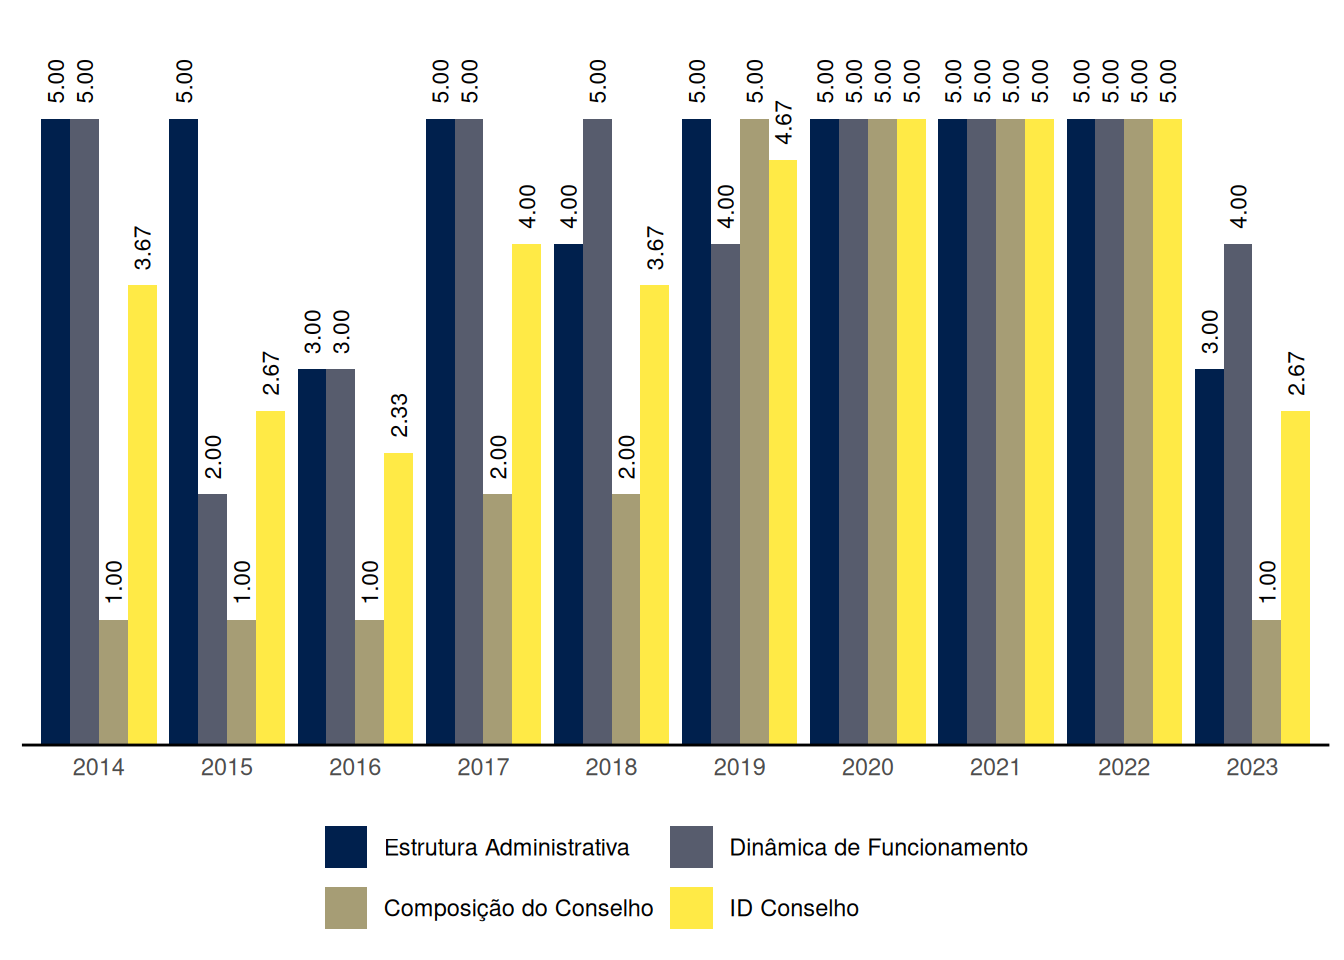 5.00 5.00 1.00 3.67 5.00 2.00 1.00 2.67 3.00 3.00 1.00 2.33 5.00 5.00 2.00 4.00 4.00 5.00 2.00 3.67 5.00 4.00 5.00 4.67 5.00 5.00 5.00 5.00 5.00 5.00 5.00 5.00 5.00 5.00 5.00 5.00 3.00 4.00 1.00 2.67
2014 2015 2016 2017 2018 2019 2020 2021 2022 2023
Estrutura Administrativa Dinâmica de Funcionamento
Composição do Conselho ID Conselho